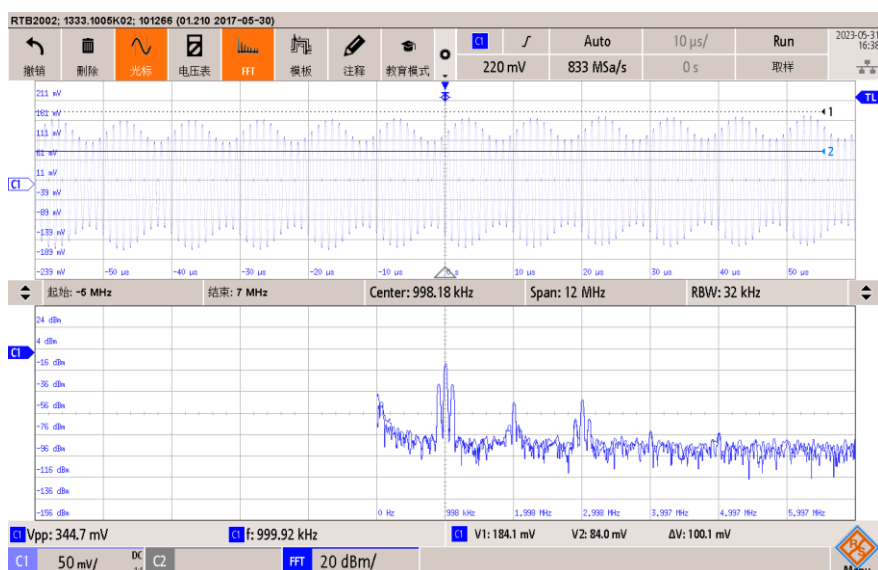 RTB2002; 1333.1005K02; 101266 (01.210 2017-05-30)
撤销 删除 光标 电压表 FFT 模板 注释 教育模式
C1 Auto 10 µs/ Run
220 mV 833 MSa/s 0 s 取样
2023-05-31
16:38
TL
211 mV
161 mV
1
111 mV
61 mV
2
11 mV
C1
-39 mV
-89 mV
-139 mV
-189 mV
-239 mV -50 µs -40 µs -30 µs -20 µs -10 µs 0 s 10 µs 20 µs 30 µs 40 µs 50 µs
起始: -5 MHz 结束: 7 MHz Center: 998.18 kHz Span: 12 MHz RBW: 32 kHz
24 dBm
4 dBm
C1
-16 dBm
-36 dBm
-56 dBm
-76 dBm
-96 dBm
-116 dBm
-136 dBm
-156 dBm 0 Hz 998 kHz 1,998 MHz 2,998 MHz 3,997 MHz 4,997 MHz 5,997 MHz
C1 Vpp: 344.7 mV C1 f: 999.92 kHz C1 V1: 184.1 mV V2: 84.0 mV ΔV: 100.1 mV
C1 50 mV/ DC C2 FFT 20 dBm/
R&S
Menu